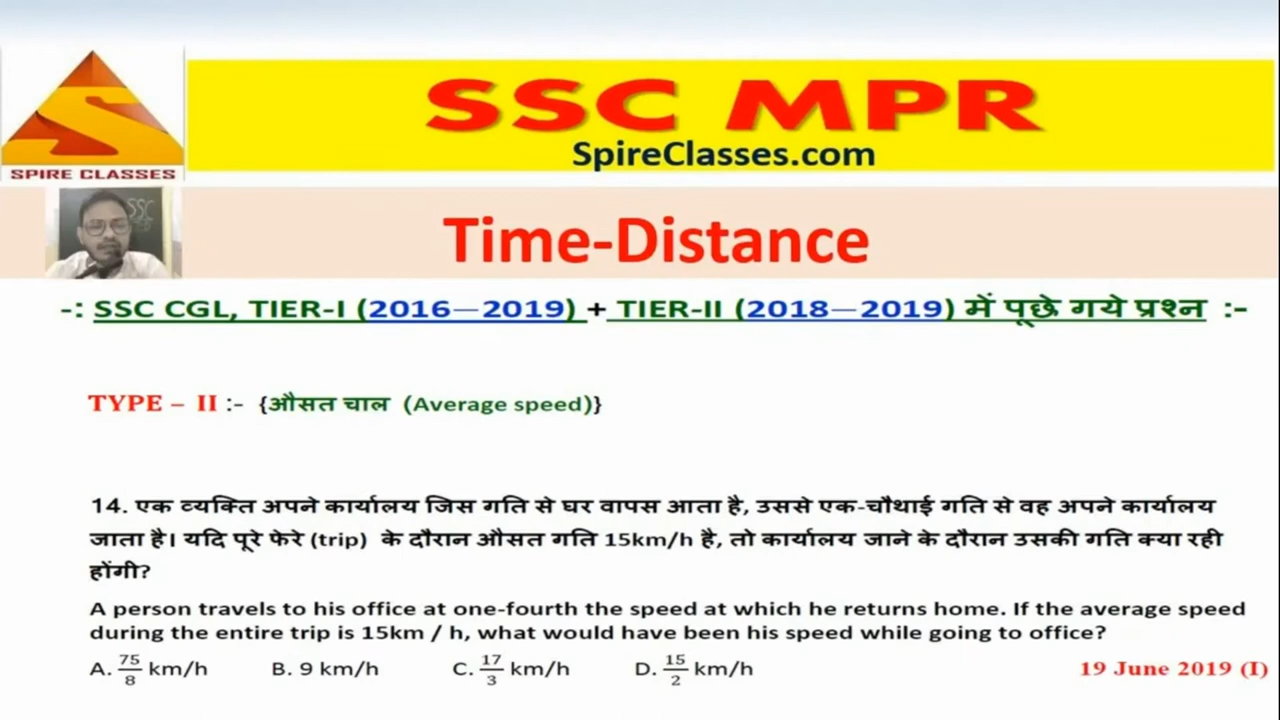 SSC MPR
SpireClasses.com
SPIRE CLASSES
SSC
Time-Distance
-: SSC CGL, TIER-I (2016—2019) + TIER-II (2018—2019) में पूछे गये प्रश्न :-
TYPE – II :- {औसत चाल (Average speed)}
14. एक व्यक्ति अपने कार्यालय जिस गति से घर वापस आता है, उससे एक-चौथाई गति से वह अपने कार्यालय
जाता है। यदि पूरे फेरे (trip) के दौरान औसत गति 15km/h है, तो कार्यालय जाने के दौरान उसकी गति क्या रही
होंगी?
A person travels to his office at one-fourth the speed at which he returns home. If the average speed
during the entire trip is 15km / h, what would have been his speed while going to office?
A. 75/8 km/h B. 9 km/h C. 17/3 km/h D. 15/2 km/h 19 June 2019 (I)